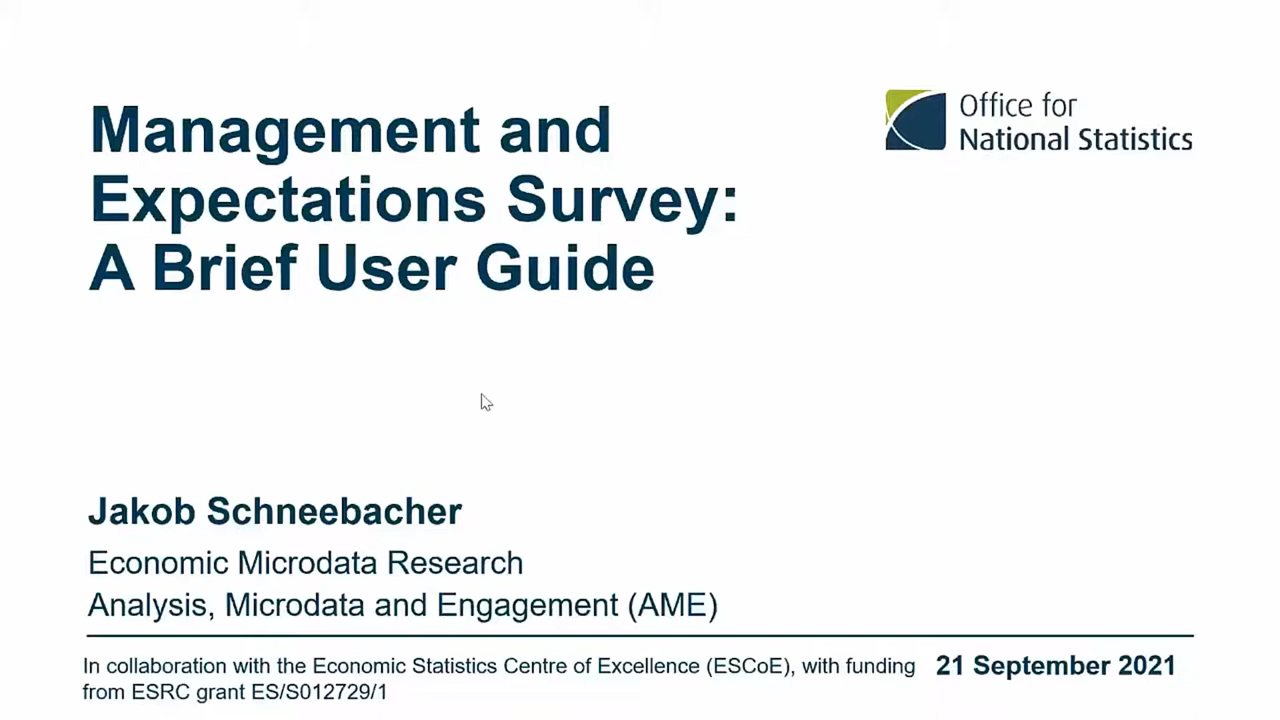 Management and
Expectations Survey:
A Brief User Guide
Office for
National Statistics
Jakob Schneebacher
Economic Microdata Research
Analysis, Microdata and Engagement (AME)
In collaboration with the Economic Statistics Centre of Excellence (ESCoE), with funding
from ESRC grant ES/S012729/1
21 September 2021